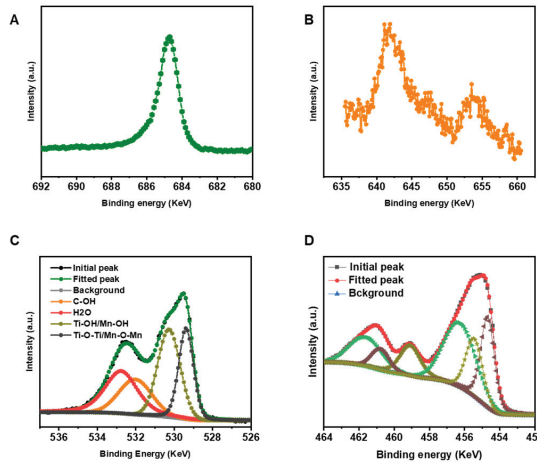 A
Intensity (a.u.)
692 690 688 686 684 682 680
Binding energy (KeV)
B
Intensity (a.u.)
635 640 645 650 655 660
Binding energy (KeV)
C
Initial peak
Fitted peak
Bacground
C-OH
H2O
Ti-OH/Mn-OH
Ti-O-Ti/Mn-O-Mn
Intensity (a.u.)
536 534 532 530 528 526
Binding Energy (KeV)
D
Initial peak
Fitted peak
Bckground
Intensity (a.u.)
464 462 460 458 456 454 45
Binding energy (KeV)